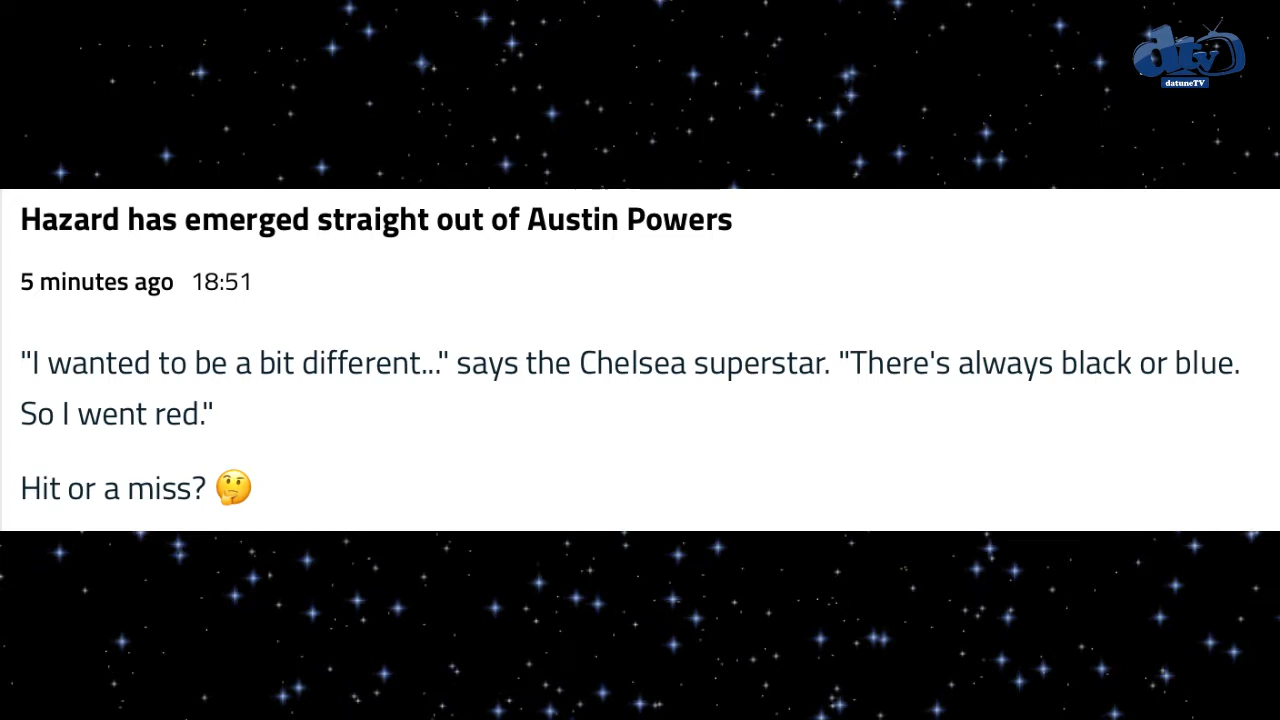 dtv
datuneTV
Hazard has emerged straight out of Austin Powers
5 minutes ago 18:51
"I wanted to be a bit different..." says the Chelsea superstar. "There's always black or blue.
So I went red."
Hit or a miss? 🤔